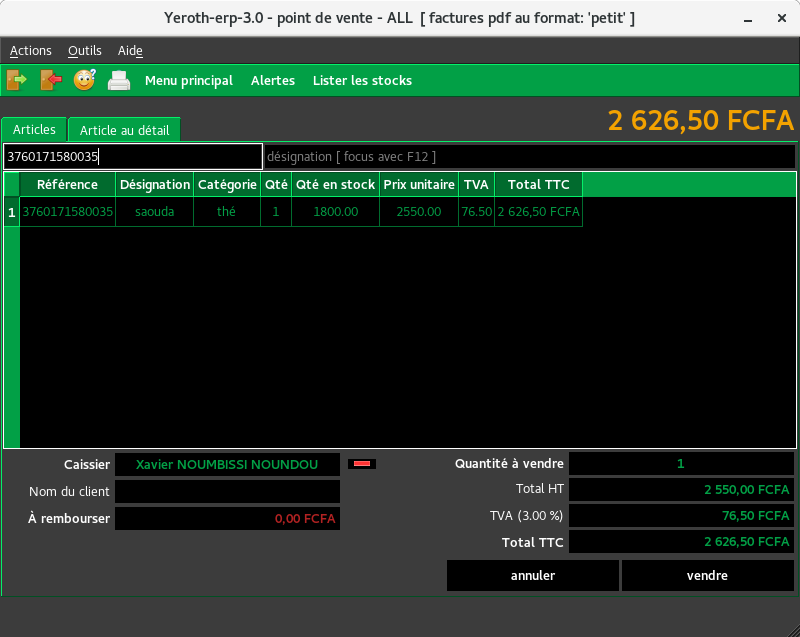 Yeroth-erp-3.0 - point de vente - ALL [ factures pdf au format: 'petit' ]
Actions Outils Aide
Menu principal Alertes Lister les stocks
2 626,50 FCFA
Articles Article au détail
3760171580035 désignation [ focus avec F12 ]
Référence Désignation Catégorie Qté Qté en stock Prix unitaire TVA Total TTC
1 3760171580035 saouda thé 1 1800.00 2550.00 76.50 2 626,50 FCFA
Caissier Xavier NOUMBISSI NOUNDOU Quantité à vendre 1
Nom du client Total HT 2 550,00 FCFA
À rembourser 0,00 FCFA TVA (3.00 %) 76,50 FCFA
Total TTC 2 626,50 FCFA
annuler vendre